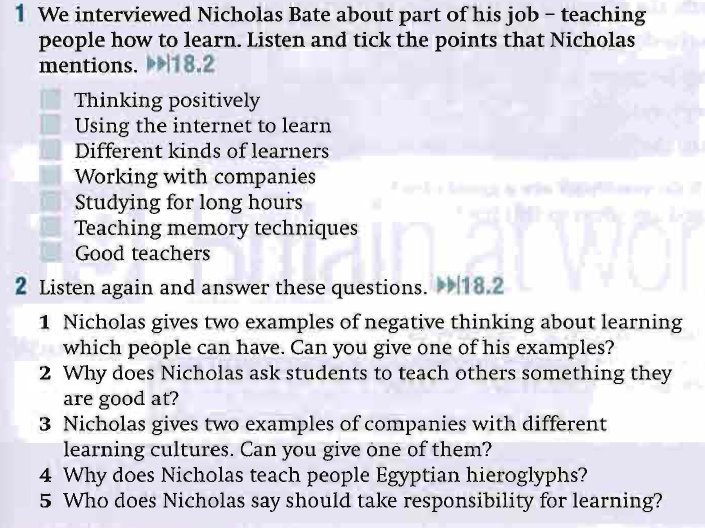 1 We interviewed Nicholas Bate about part of his job – teaching
people how to learn. Listen and tick the points that Nicholas
mentions. 18.2
Thinking positively
Using the internet to learn
Different kinds of learners
Working with companies
Studying for long hours
Teaching memory techniques
Good teachers
2 Listen again and answer these questions. 18.2
1 Nicholas gives two examples of negative thinking about learning
which people can have. Can you give one of his examples?
2 Why does Nicholas ask students to teach others something they
are good at?
3 Nicholas gives two examples of companies with different
learning cultures. Can you give one of them?
4 Why does Nicholas teach people Egyptian hieroglyphs?
5 Who does Nicholas say should take responsibility for learning?